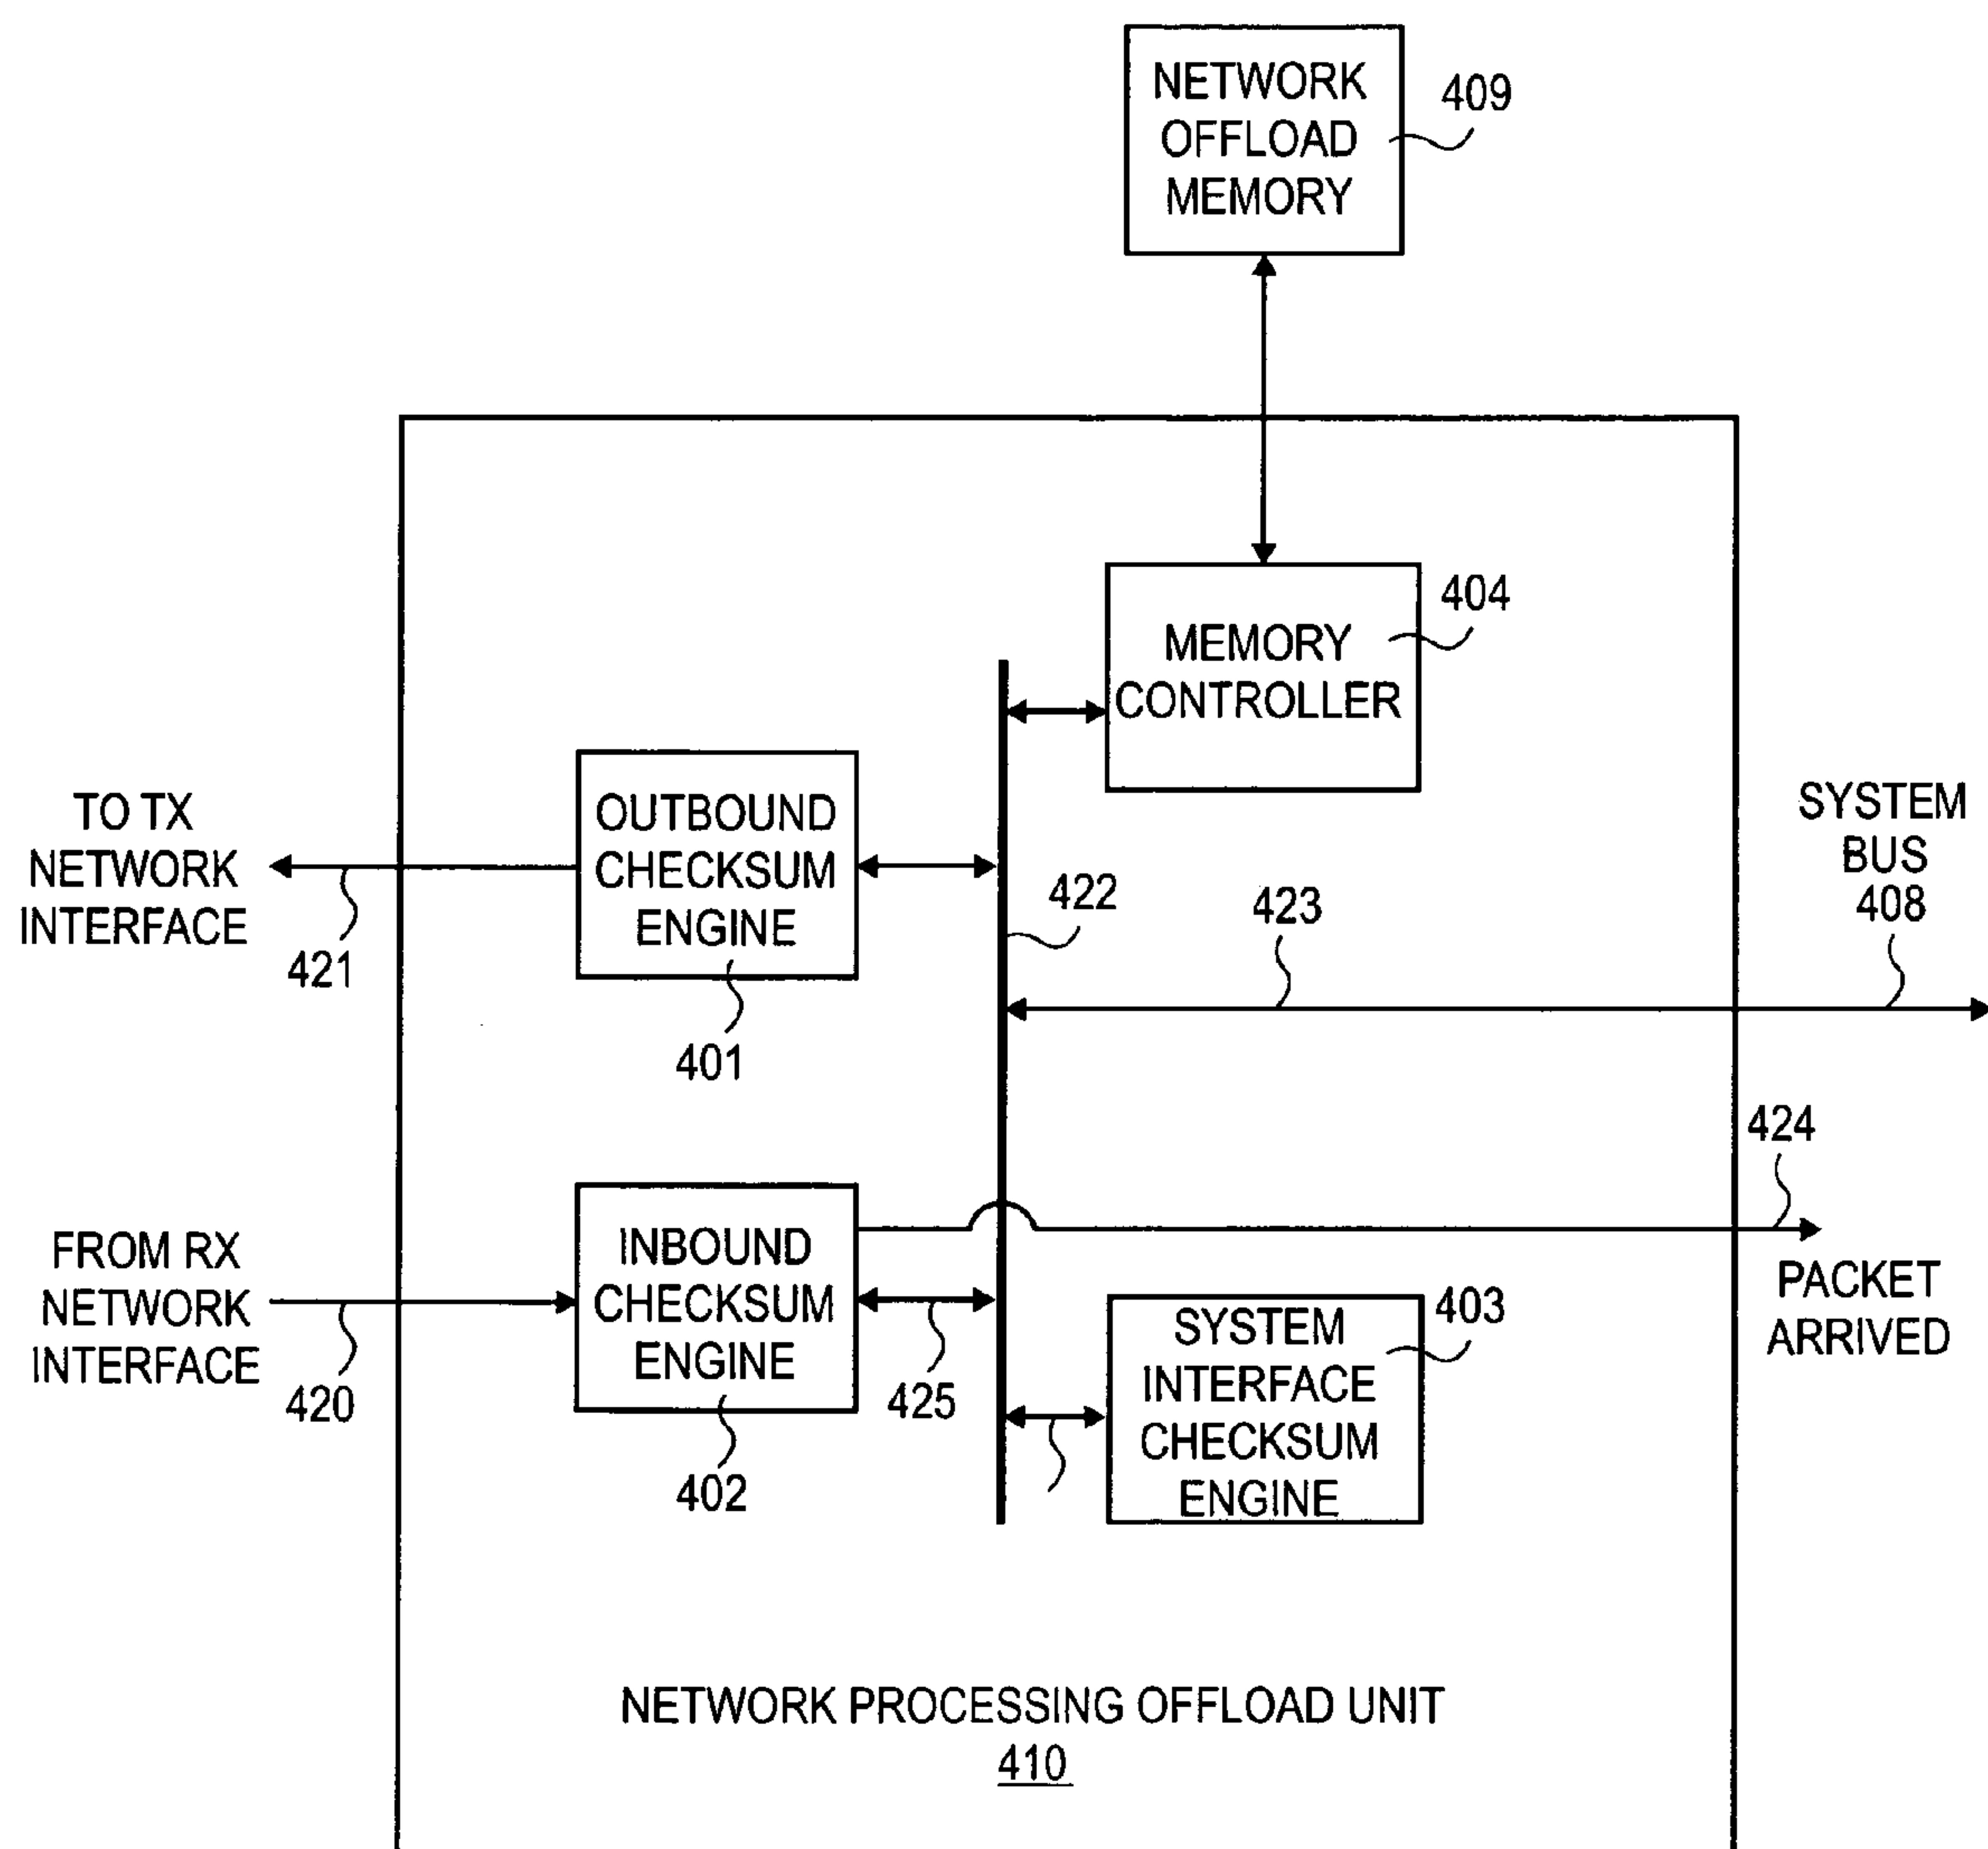 NETWORK
OFFLOAD
MEMORY
409
MEMORY
CONTROLLER
404
TO TX
NETWORK
INTERFACE
421
OUTBOUND
CHECKSUM
ENGINE
401
422
423
SYSTEM
BUS
408
424
PACKET
ARRIVED
FROM RX
NETWORK
INTERFACE
420
INBOUND
CHECKSUM
ENGINE
402
425
SYSTEM
INTERFACE
CHECKSUM
ENGINE
403
NETWORK PROCESSING OFFLOAD UNIT
410